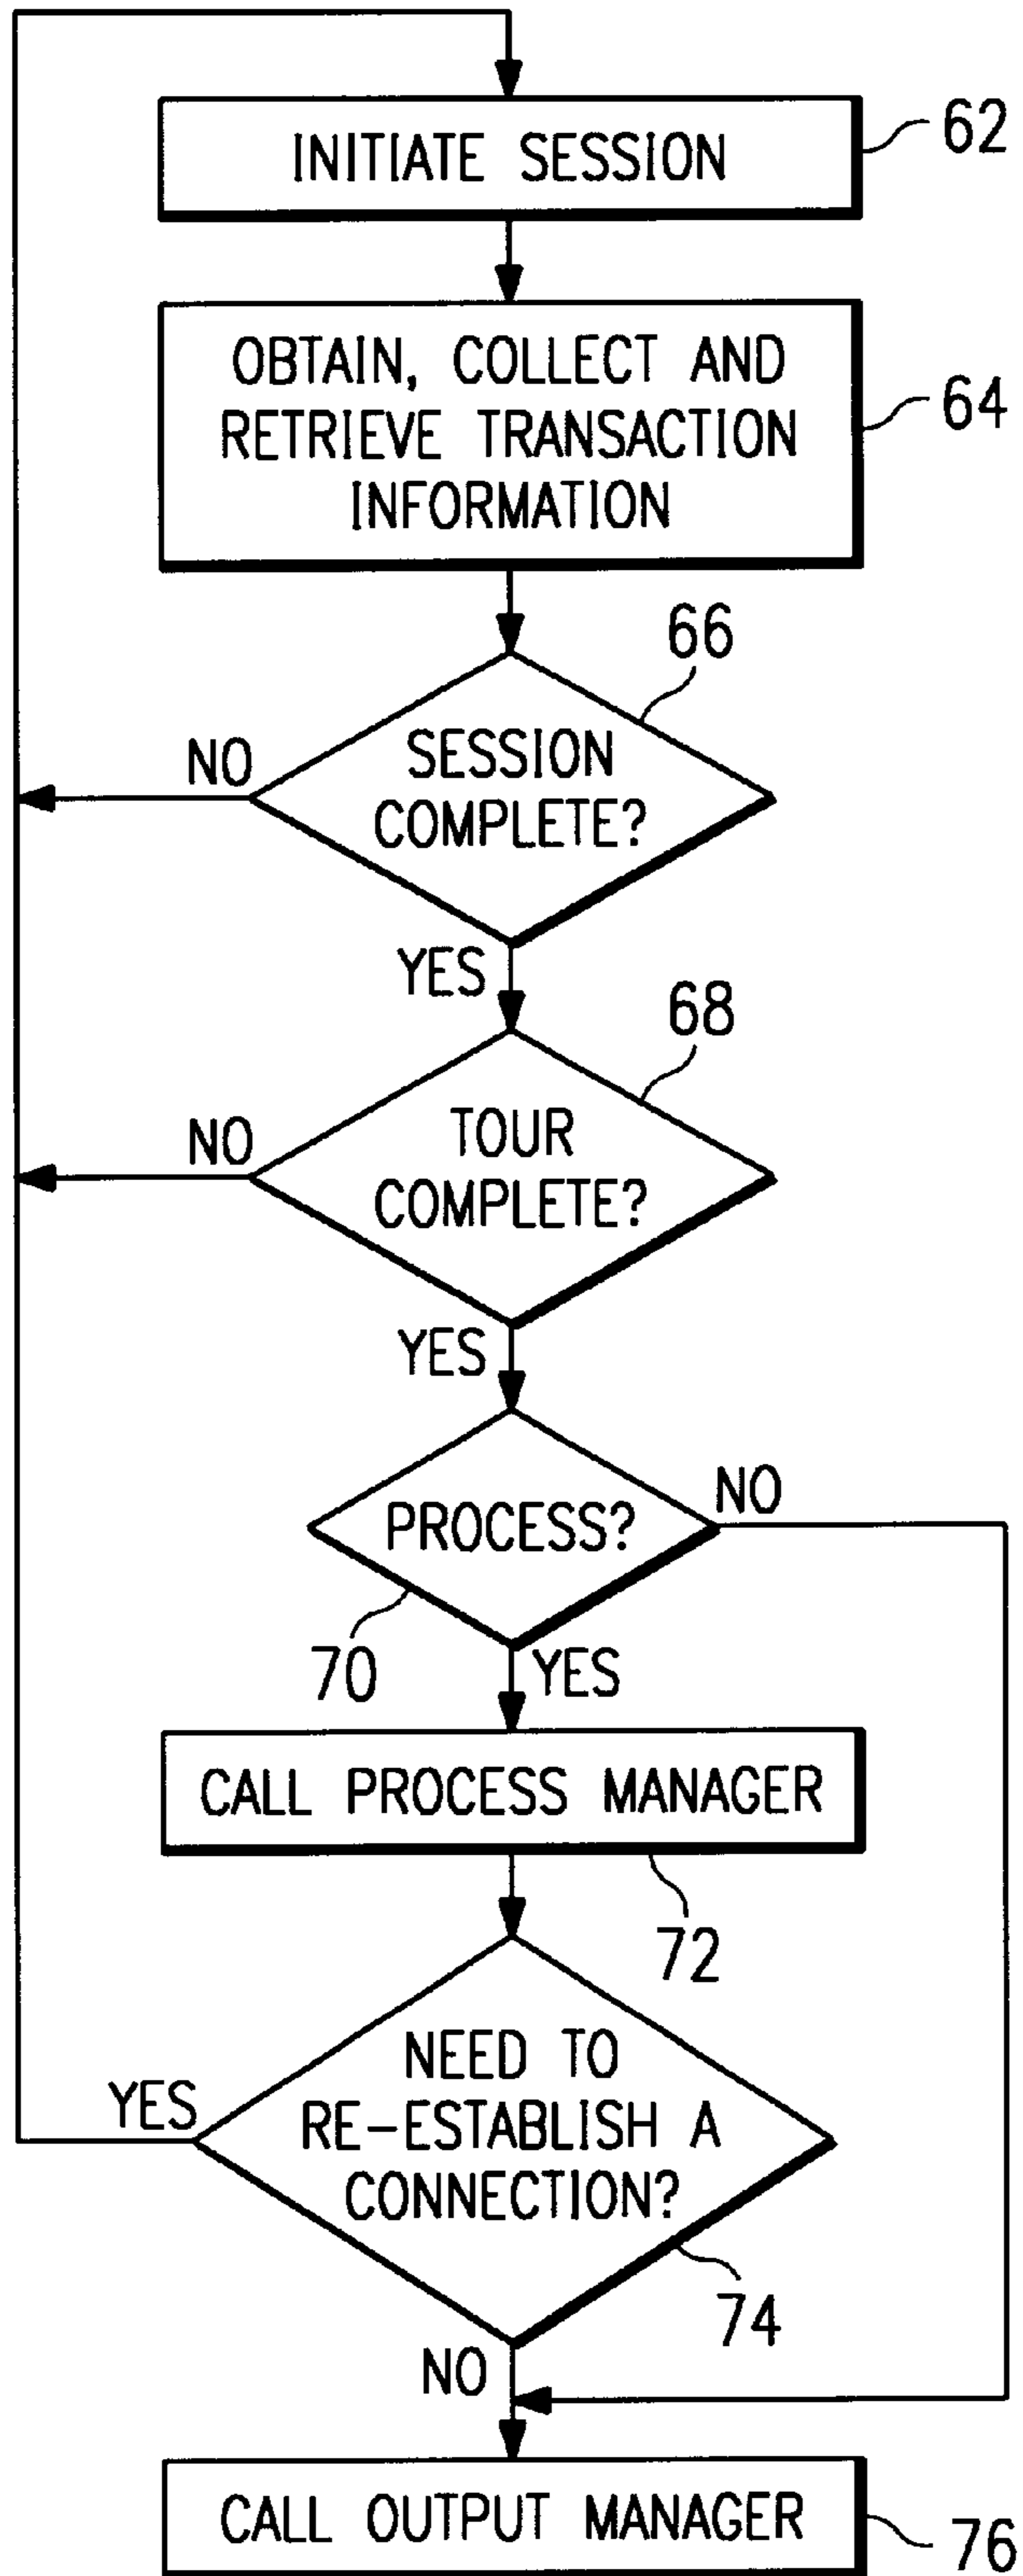 INITIATE SESSION
62
OBTAIN, COLLECT AND
RETRIEVE TRANSACTION
INFORMATION
64
66
SESSION
COMPLETE?
NO
YES
68
TOUR
COMPLETE?
NO
YES
PROCESS?
NO
70
YES
CALL PROCESS MANAGER
72
NEED TO
RE-ESTABLISH A
CONNECTION?
YES
74
NO
CALL OUTPUT MANAGER
76